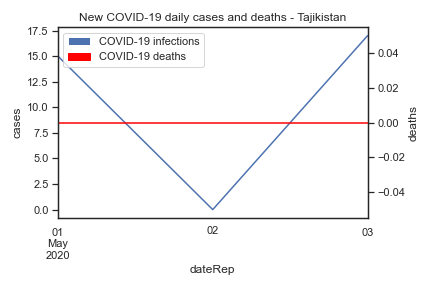 New COVID-19 daily cases and deaths - Tajikistan
COVID-19 infections
COVID-19 deaths
17.5
15.0
12.5
10.0
7.5
5.0
2.5
0.0
cases
0.04
0.02
0.00
−0.02
−0.04
deaths
01
May
2020
02
03
dateRep